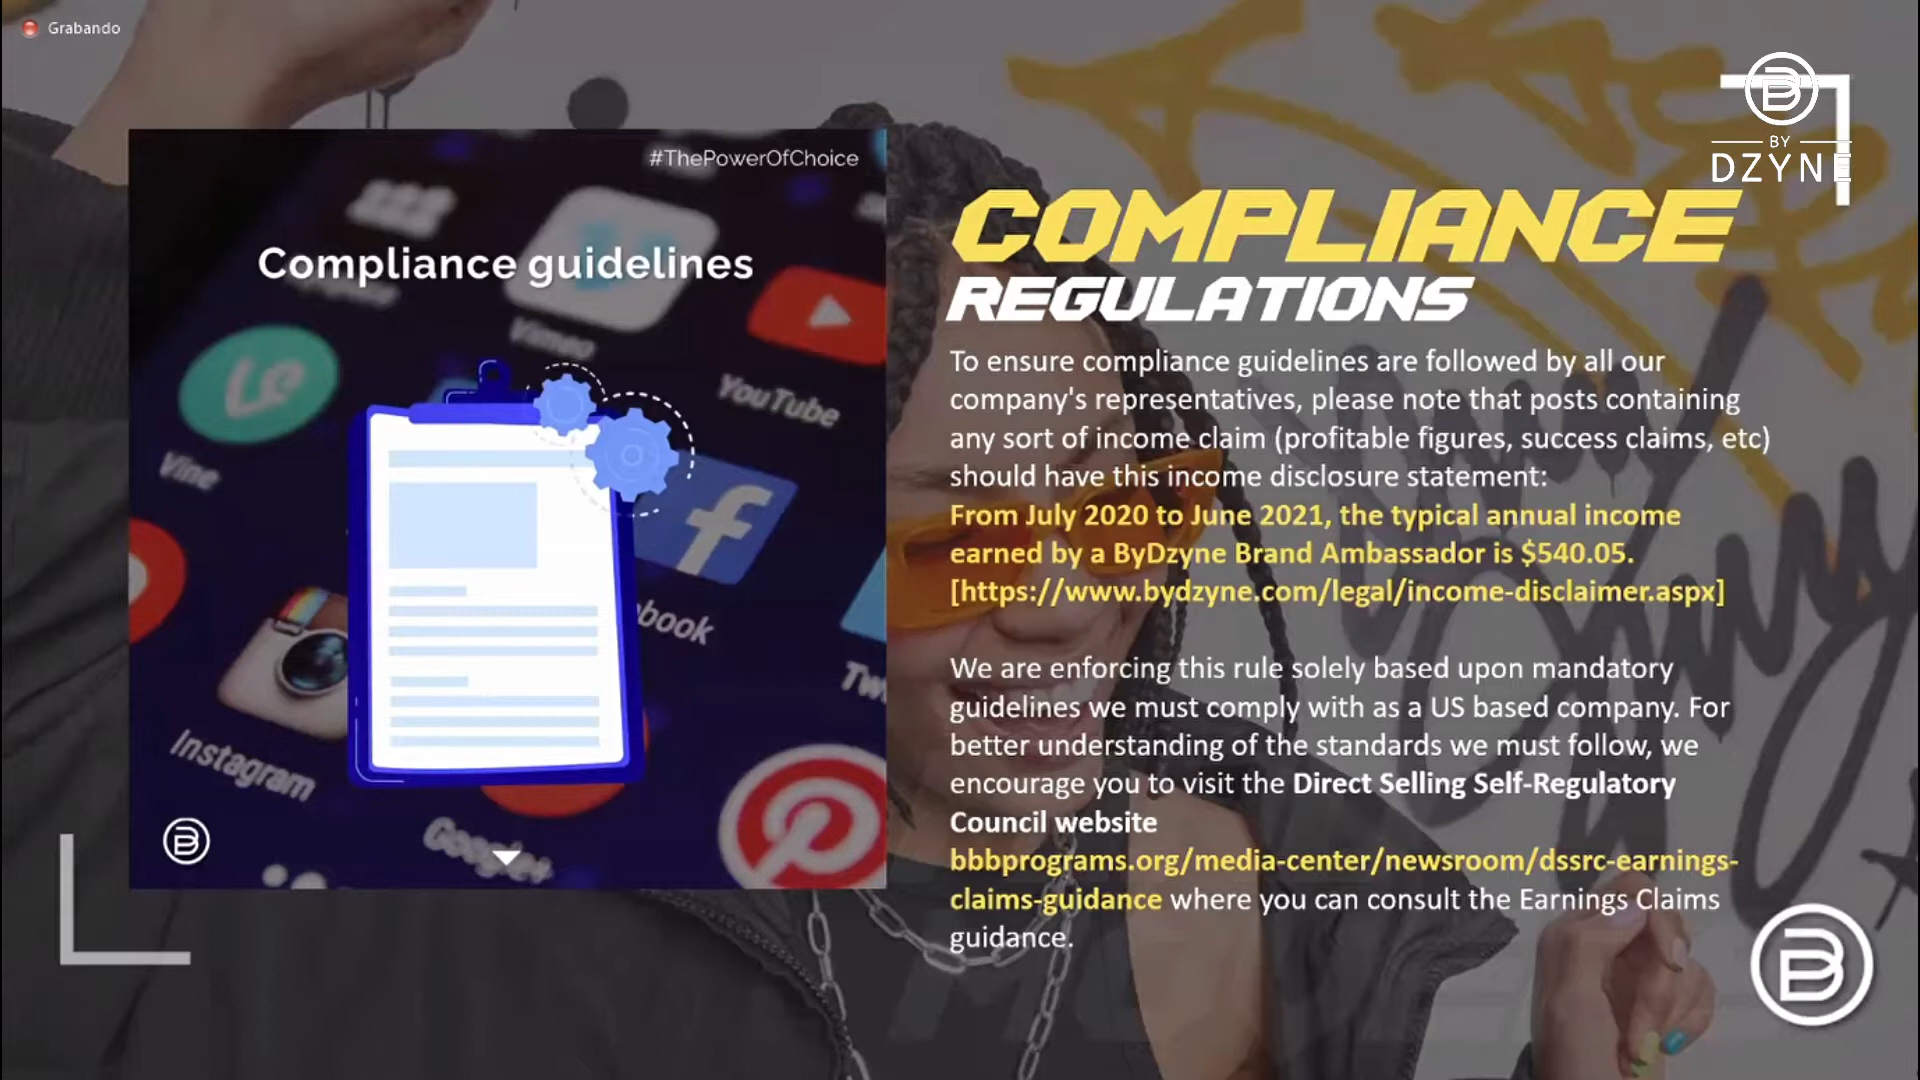 Grabando
BY
DZYNE
#ThePowerOfChoice
Compliance guidelines
Vimeo
YouTube
Vine
Instagram
Google+
COMPLIANCE
REGULATIONS
To ensure compliance guidelines are followed by all our
company's representatives, please note that posts containing
any sort of income claim (profitable figures, success claims, etc)
should have this income disclosure statement:
From July 2020 to June 2021, the typical annual income
earned by a ByDzyne Brand Ambassador is $540.05.
[https://www.bydzyne.com/legal/income-disclaimer.aspx]
We are enforcing this rule solely based upon mandatory
guidelines we must comply with as a US based company. For
better understanding of the standards we must follow, we
encourage you to visit the Direct Selling Self-Regulatory
Council website
bbbprograms.org/media-center/newsroom/dssrc-earnings-
claims-guidance where you can consult the Earnings Claims
guidance.